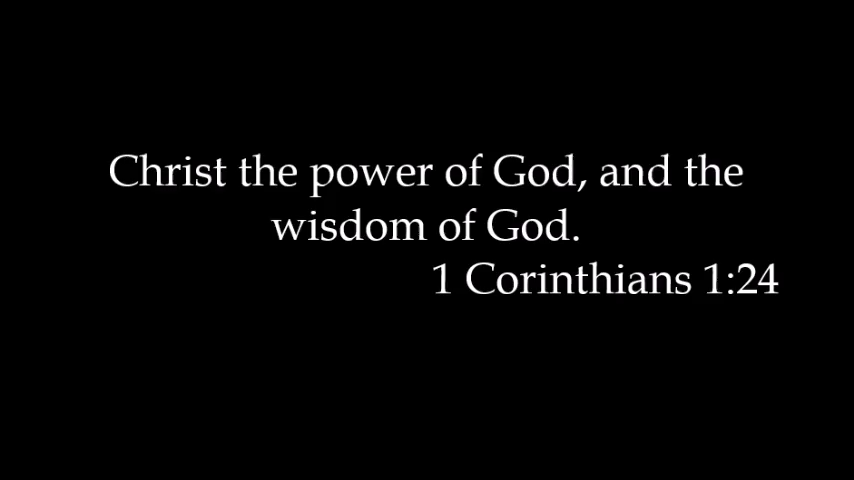 Christ the power of God, and the
wisdom of God.
1 Corinthians 1:24